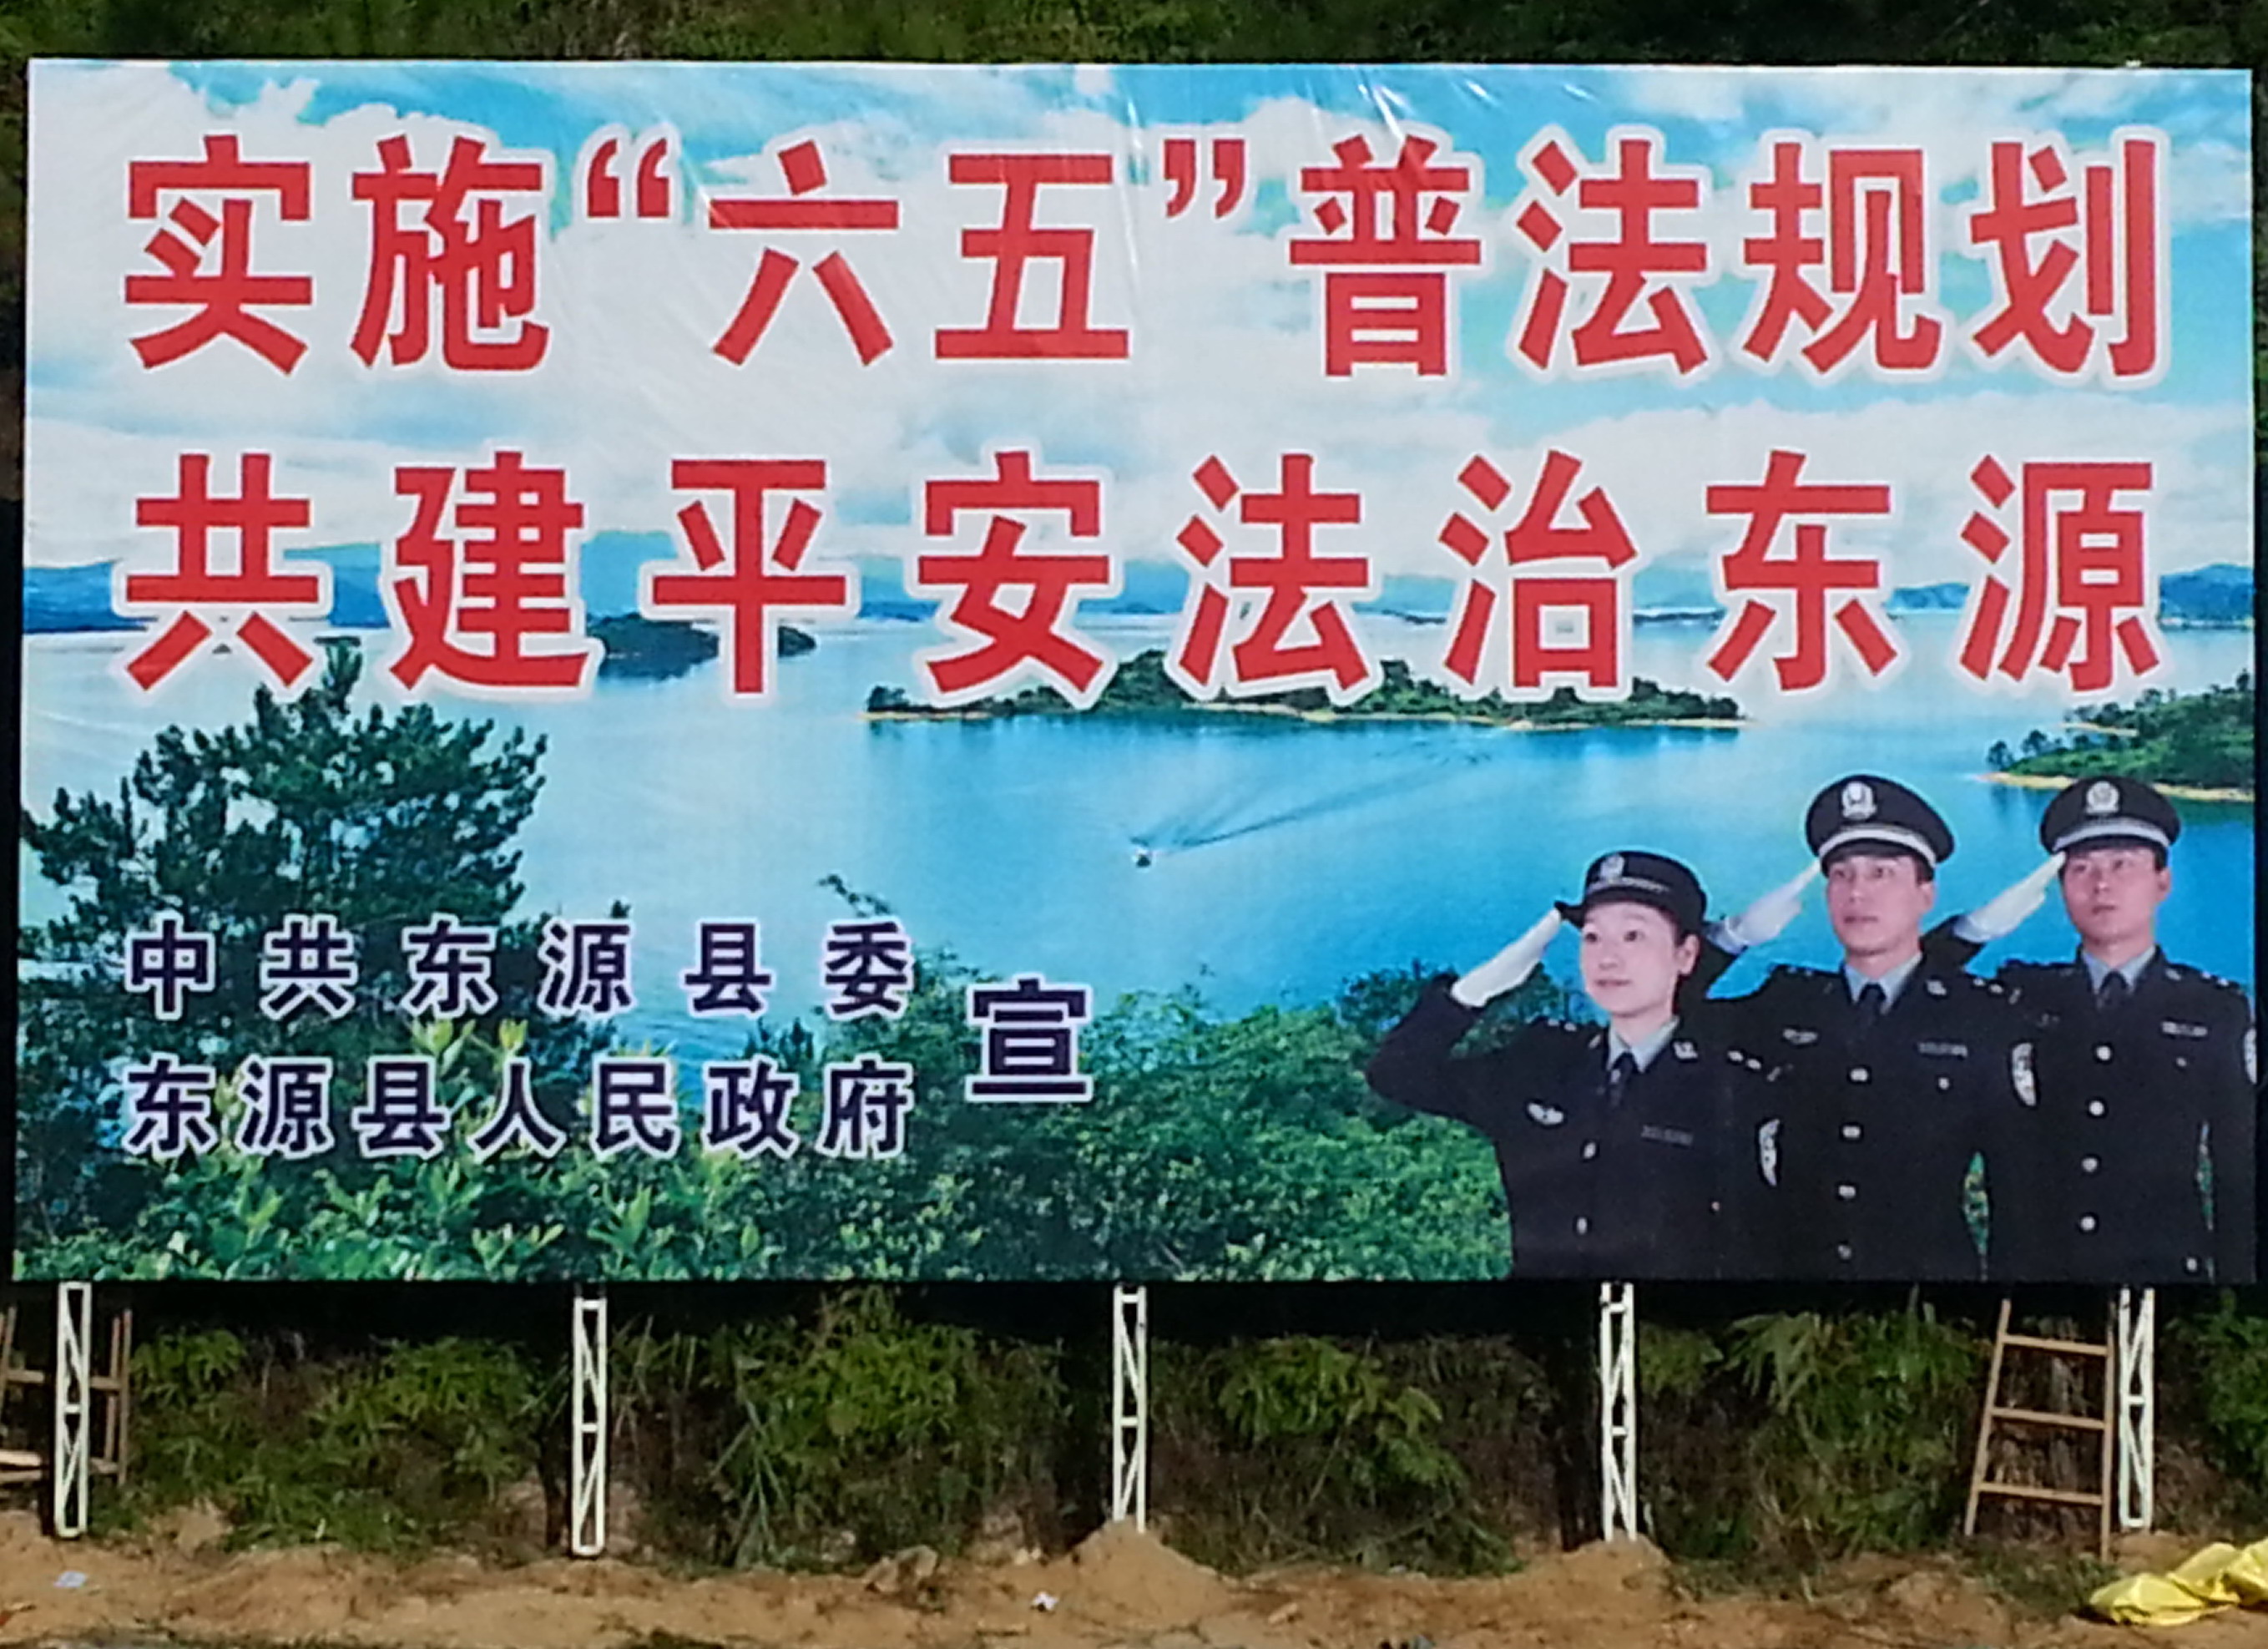 实施“六五”普法规划
共建平安法治东源
中共东源县委
东源县人民政府
宣